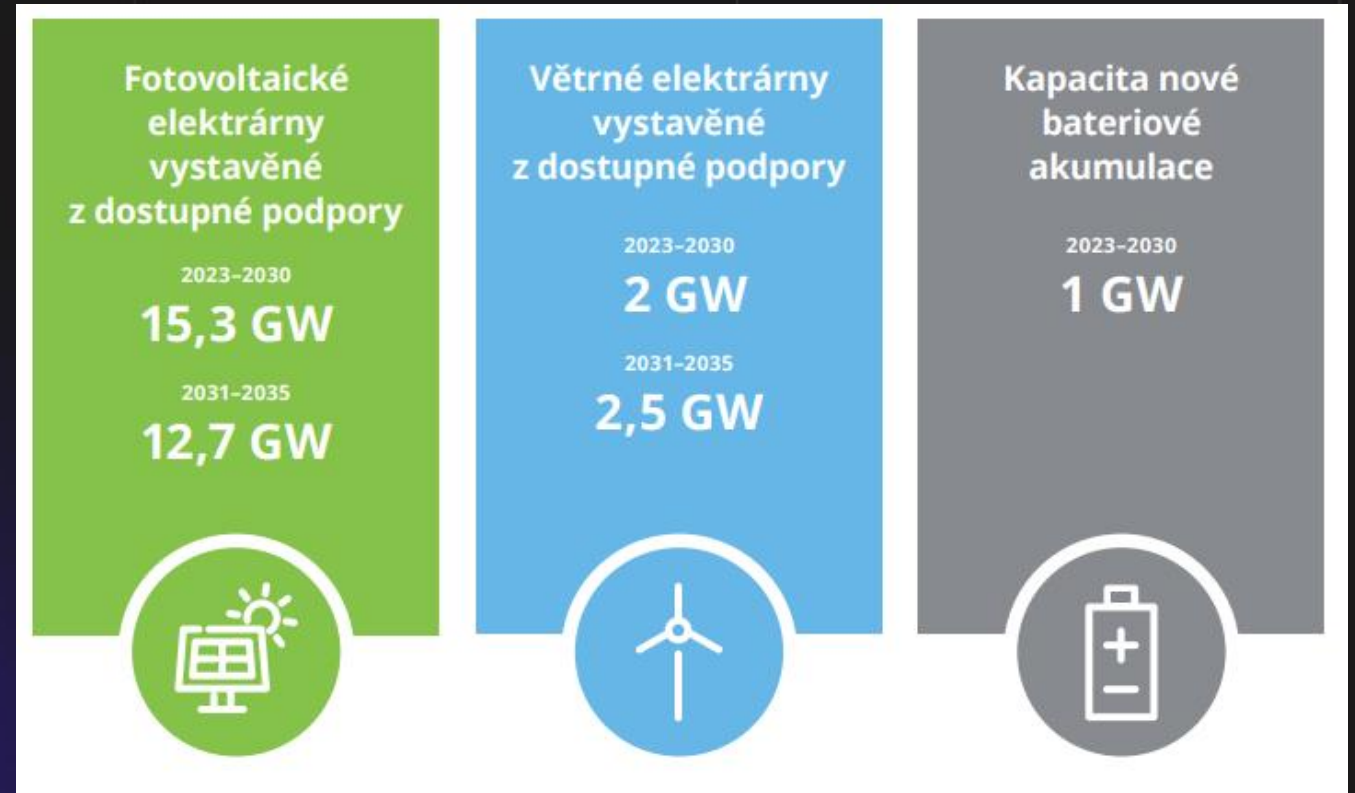 Fotovoltaické
elektrárny
vystavěné
z dostupné podpory
2023–2030
15,3 GW
2031–2035
12,7 GW
Větrné elektrárny
vystavěné
z dostupné podpory
2023–2030
2 GW
2031–2035
2,5 GW
Kapacita nové
bateriové
akumulace
2023–2030
1 GW